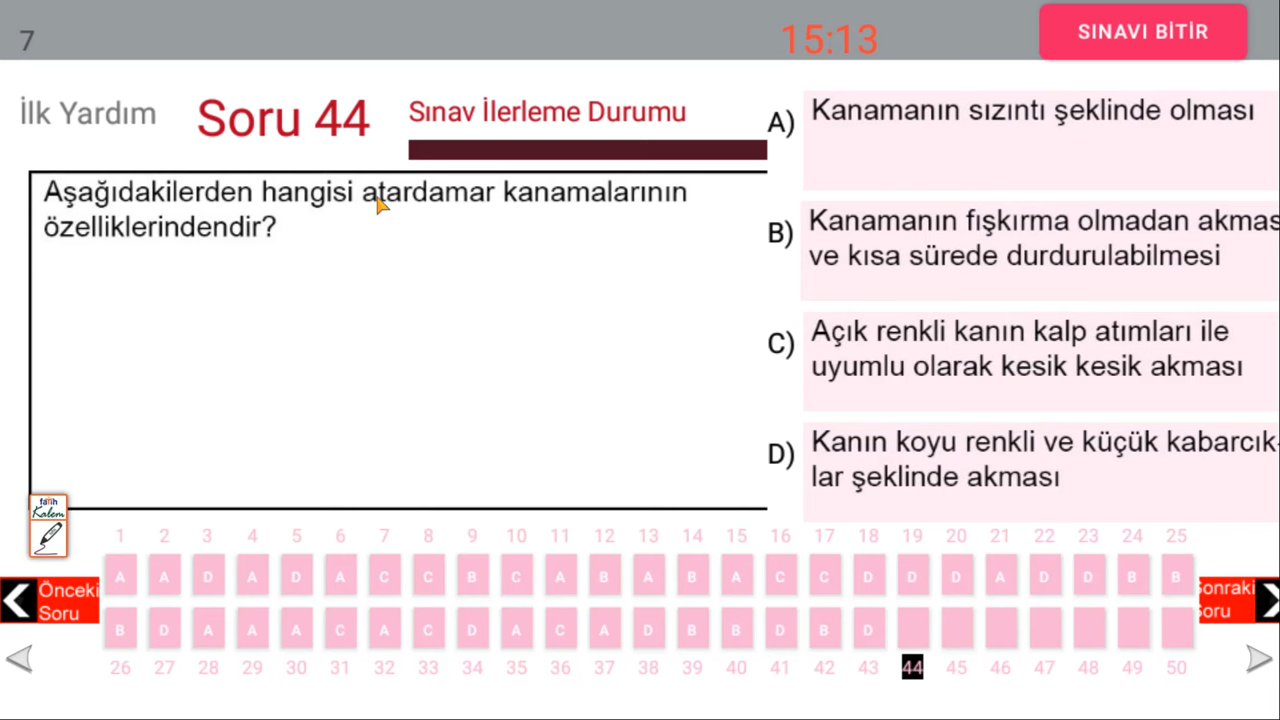 7
15:13
SINAVI BİTİR
İlk Yardım
Soru 44
Sınav İlerleme Durumu
Aşağıdakilerden hangisi atardamar kanamalarının
özelliklerindendir?
A) Kanamanın sızıntı şeklinde olması
B) Kanamanın fışkırma olmadan akmas
ve kısa sürede durdurulabilmesi
C) Açık renkli kanın kalp atımları ile
uyumlu olarak kesik kesik akması
D) Kanın koyu renkli ve küçük kabarcık-
lar şeklinde akması
fatih
Kalem
Önceki
Soru
1 2 3 4 5 6 7 8 9 10 11 12 13 14 15 16 17 18 19 20 21 22 23 24 25
A A D A D A C C B C A B A B A C C D D D A D D B B
B D A A A C A C D A C A D B B D B D
26 27 28 29 30 31 32 33 34 35 36 37 38 39 40 41 42 43 44 45 46 47 48 49 50
Sonraki
Soru